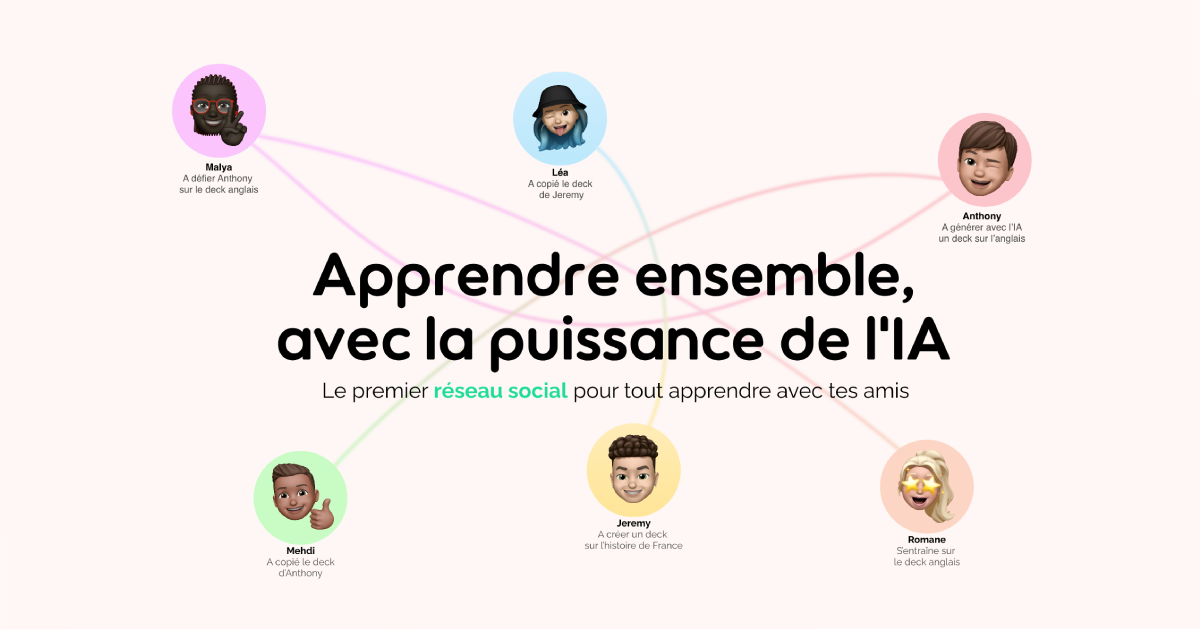 Malya
A défier Anthony
sur le deck anglais
Léa
A copié le deck
de Jeremy
Anthony
A générer avec l'IA
un deck sur l'anglais
Apprendre ensemble,
avec la puissance de l'IA
Le premier réseau social pour tout apprendre avec tes amis
Mehdi
A copié le deck
d'Anthony
Jeremy
A créer un deck
sur l'histoire de France
Romane
S'entraîne sur
le deck anglais